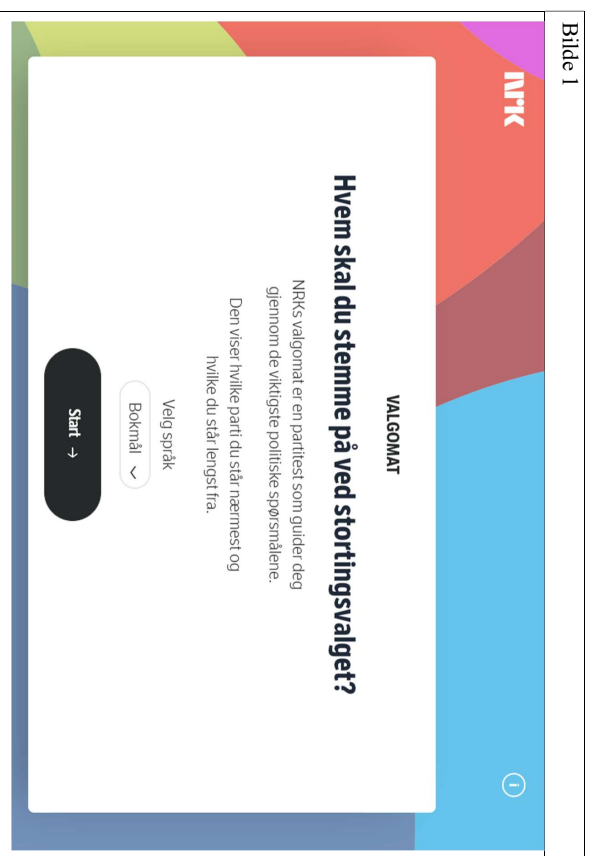 Bilde 1
NRK
VALGOMAT
Hvem skal du stemme på ved stortingsvalget?
NRKs valgomat er en partitest som guider deg
gjennom de viktigste politiske spørsmålene.
Den viser hvilke parti du står nærmest og
hvilke du står lengst fra.
Velg språk
Bokmål
Start →